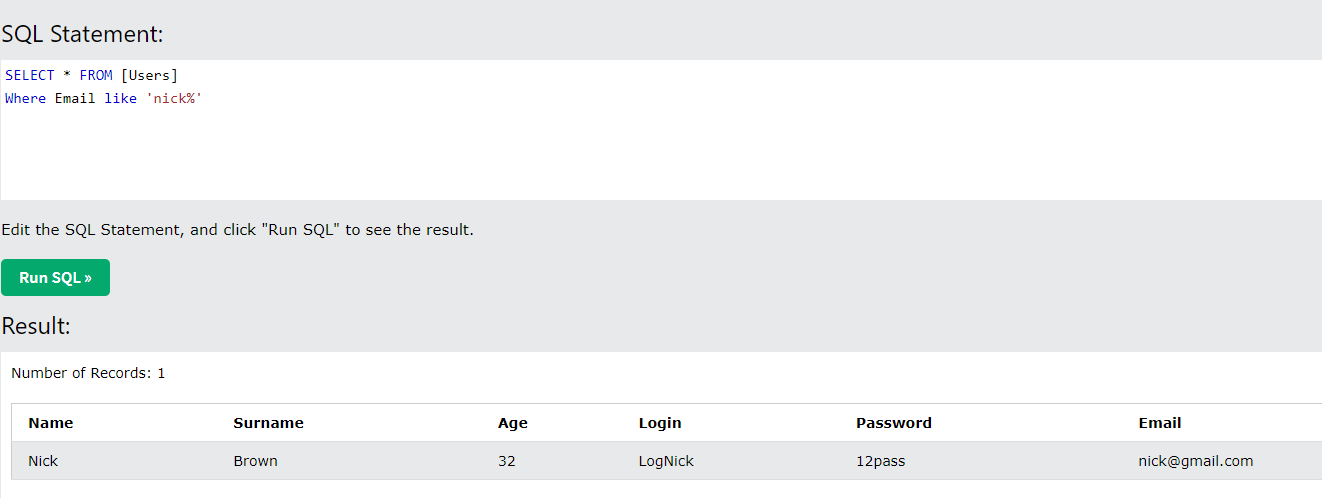 SQL Statement:
SELECT * FROM [Users]
Where Email like 'nick%'
Edit the SQL Statement, and click "Run SQL" to see the result.
Run SQL »
Result:
Number of Records: 1
Name Surname Age Login Password Email
Nick Brown 32 LogNick 12pass nick@gmail.com